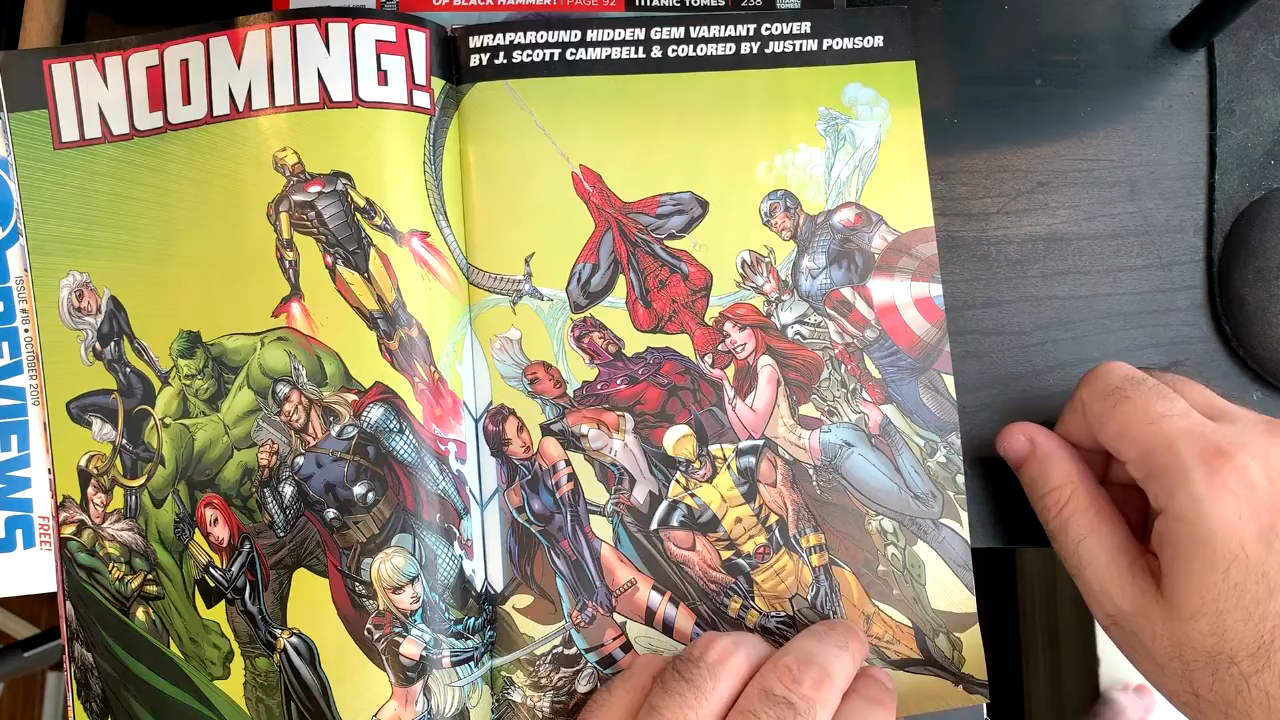 OF BLACK HAMMER! | PAGE 92
TITANIC TOMES | 238
INCOMING!
WRAPAROUND HIDDEN GEM VARIANT COVER
BY J. SCOTT CAMPBELL & COLORED BY JUSTIN PONSOR
PREVIEWS
ISSUE #18 • OCTOBER 2019
FREE!